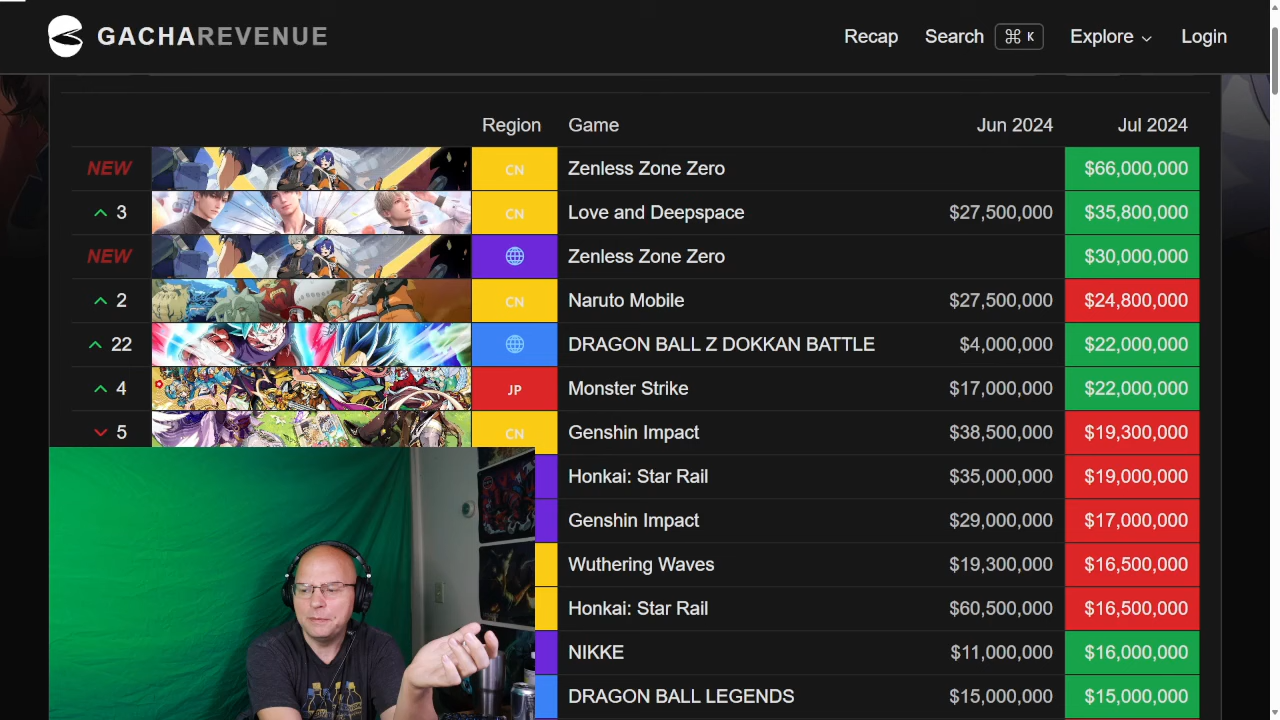 GACHAREVENUE Recap Search ⌘ K Explore Login
Region Game Jun 2024 Jul 2024
NEW CN Zenless Zone Zero $66,000,000
3 CN Love and Deepspace $27,500,000 $35,800,000
NEW Zenless Zone Zero $30,000,000
2 CN Naruto Mobile $27,500,000 $24,800,000
22 DRAGON BALL Z DOKKAN BATTLE $4,000,000 $22,000,000
4 JP Monster Strike $17,000,000 $22,000,000
5 CN Genshin Impact $38,500,000 $19,300,000
Honkai: Star Rail $35,000,000 $19,000,000
Genshin Impact $29,000,000 $17,000,000
Wuthering Waves $19,300,000 $16,500,000
Honkai: Star Rail $60,500,000 $16,500,000
NIKKE $11,000,000 $16,000,000
DRAGON BALL LEGENDS $15,000,000 $15,000,000